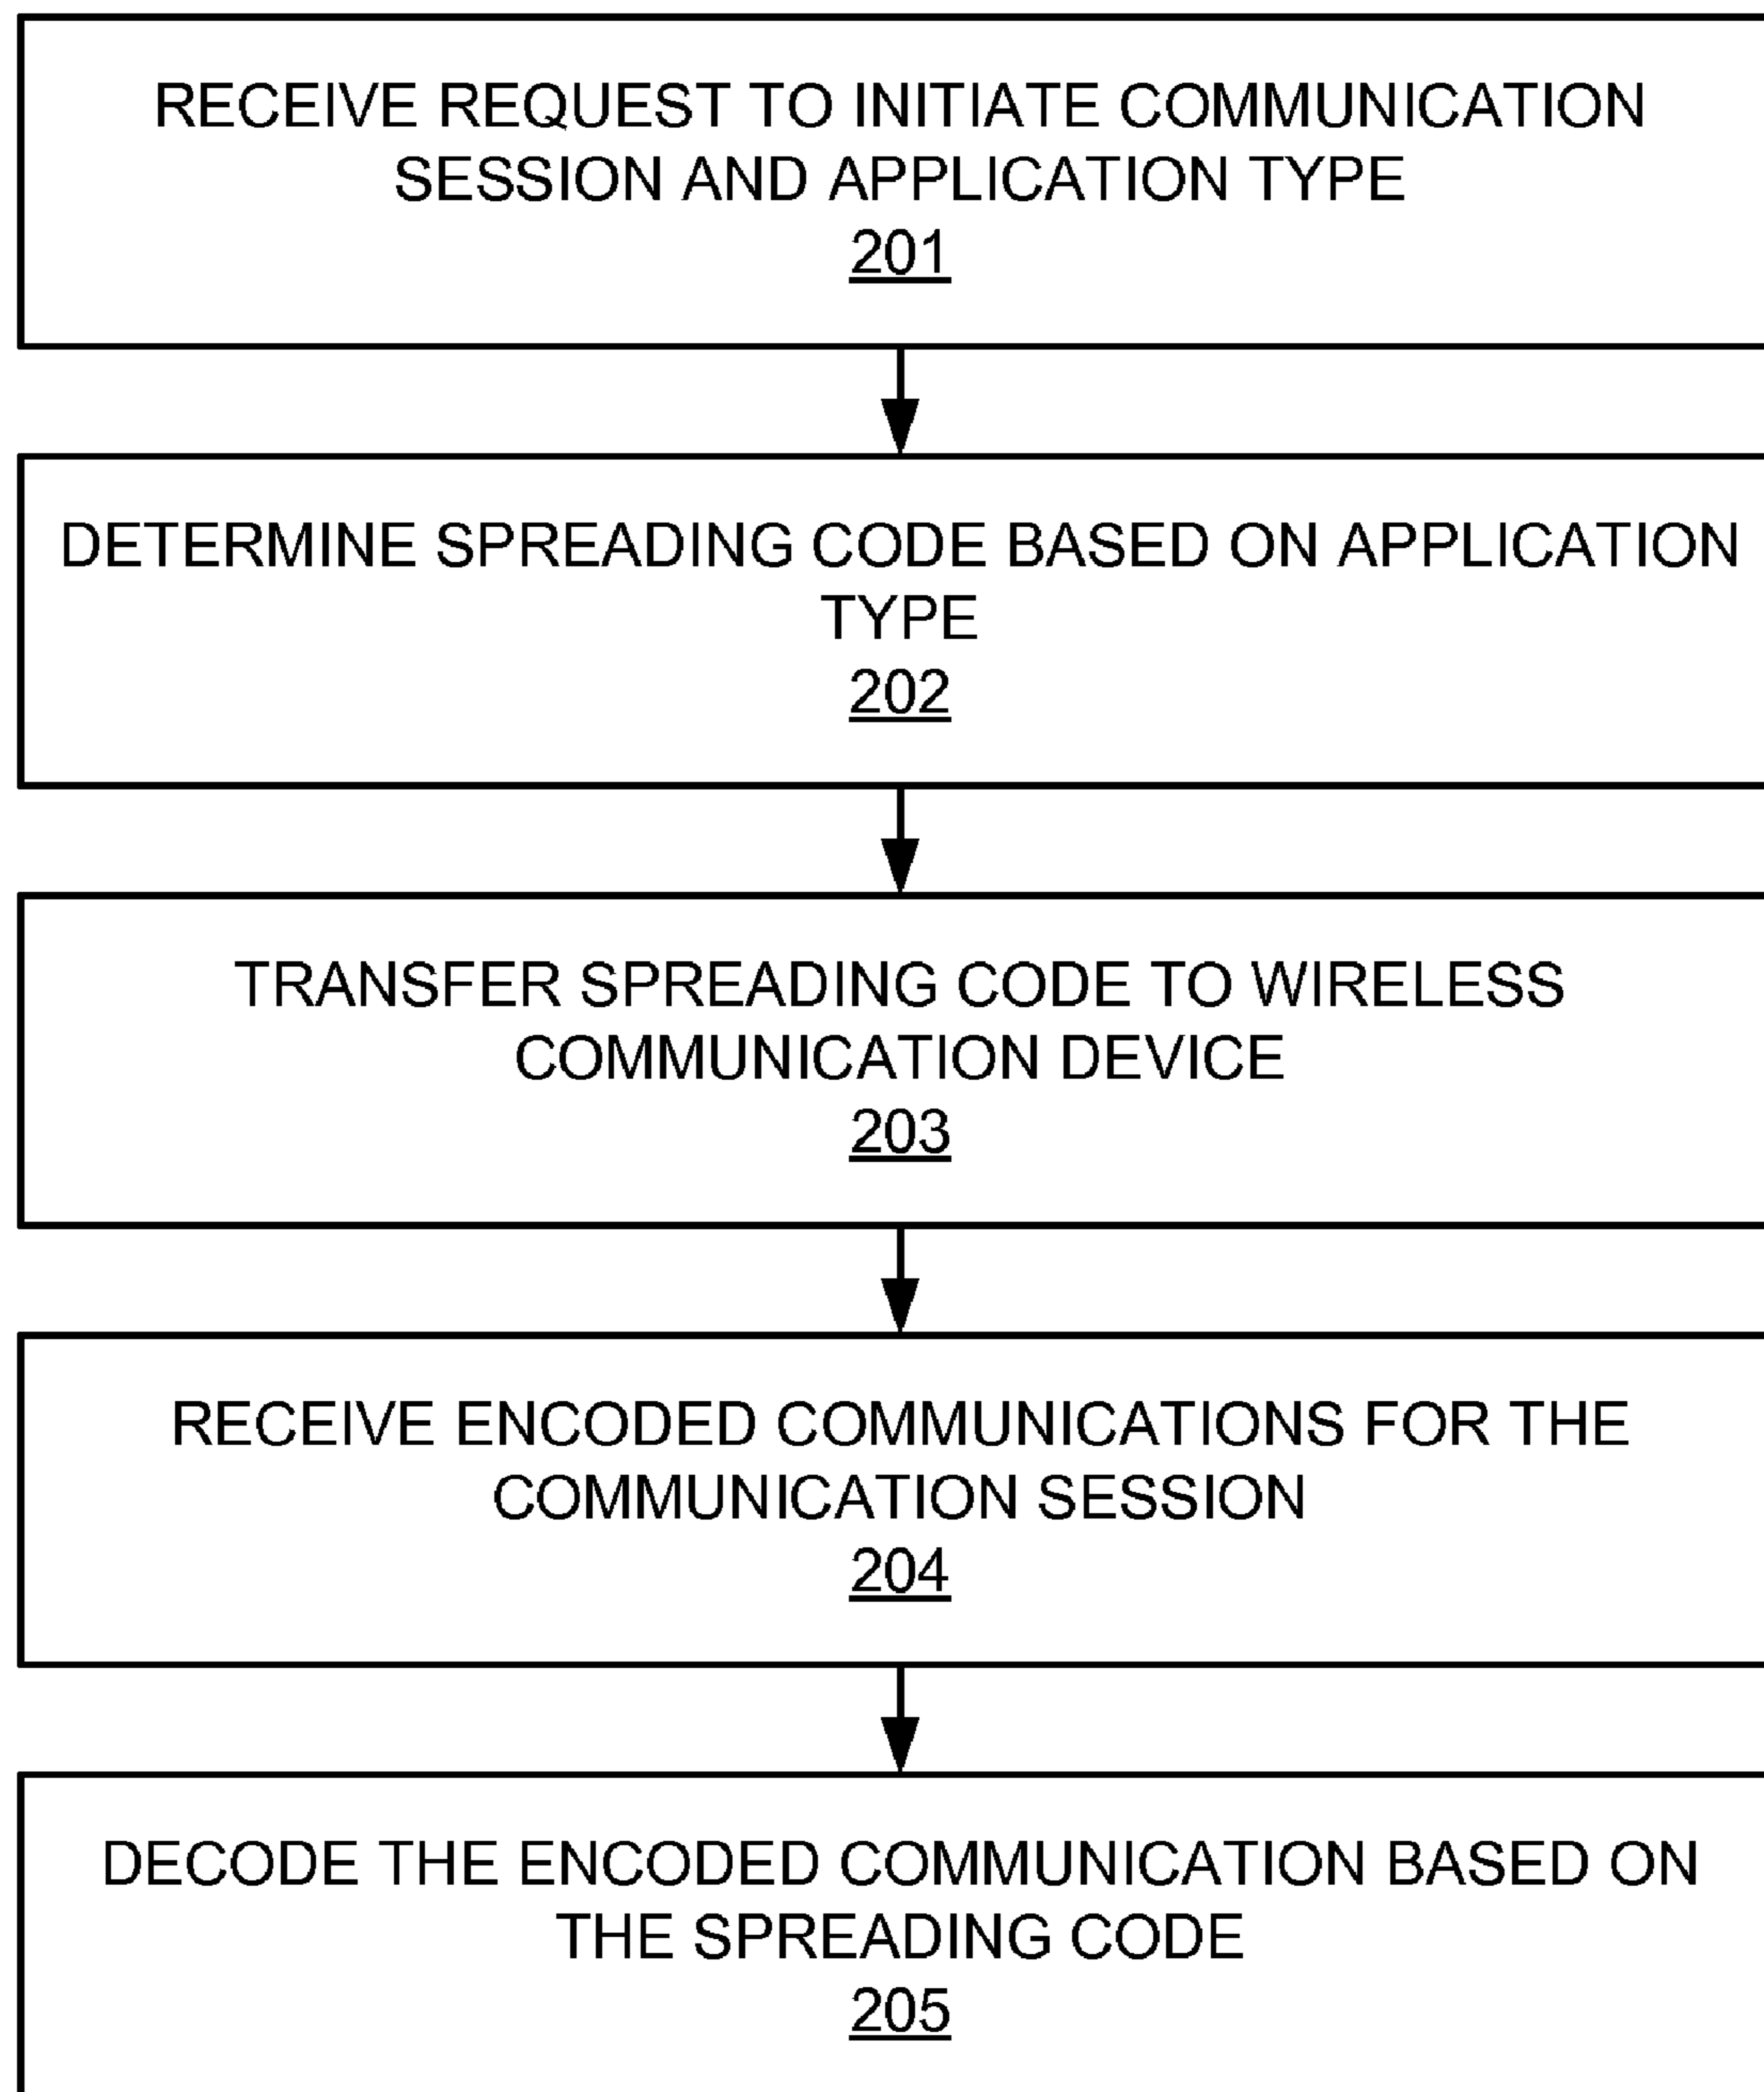 RECEIVE REQUEST TO INITIATE COMMUNICATION
SESSION AND APPLICATION TYPE
201
DETERMINE SPREADING CODE BASED ON APPLICATION
TYPE
202
TRANSFER SPREADING CODE TO WIRELESS
COMMUNICATION DEVICE
203
RECEIVE ENCODED COMMUNICATIONS FOR THE
COMMUNICATION SESSION
204
DECODE THE ENCODED COMMUNICATION BASED ON
THE SPREADING CODE
205